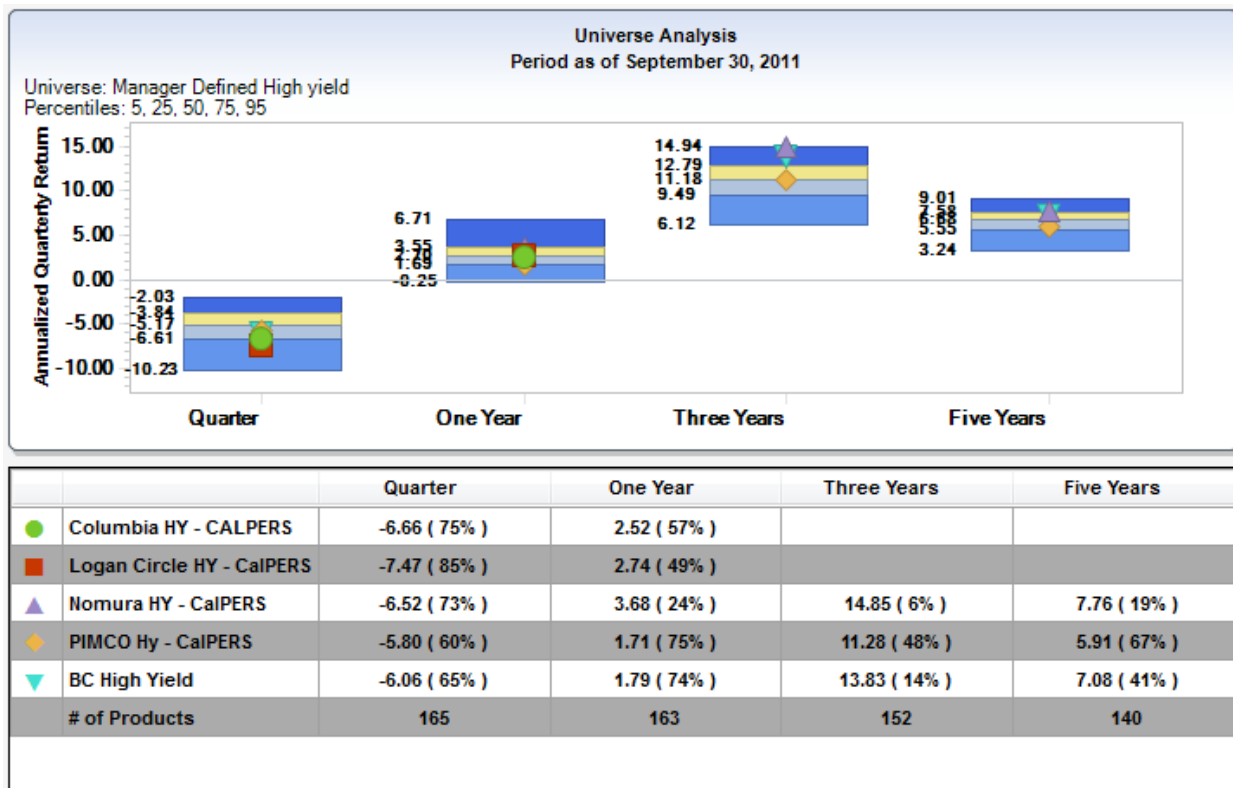 Universe Analysis
Period as of September 30, 2011
Universe: Manager Defined High yield
Percentiles: 5, 25, 50, 75, 95
Annualized Quarterly Return
15.00
10.00
5.00
0.00
-5.00
-10.00
-2.03
-3.84
-5.17
-6.61
-10.23
6.71
3.55
1.69
-0.25
14.94
12.79
11.18
9.49
6.12
9.01
7.58
5.55
3.24
Quarter One Year Three Years Five Years
Quarter One Year Three Years Five Years
Columbia HY - CALPERS -6.66 ( 75% ) 2.52 ( 57% )
Logan Circle HY - CalPERS -7.47 ( 85% ) 2.74 ( 49% )
Nomura HY - CalPERS -6.52 ( 73% ) 3.68 ( 24% ) 14.85 ( 6% ) 7.76 ( 19% )
PIMCO Hy - CalPERS -5.80 ( 60% ) 1.71 ( 75% ) 11.28 ( 48% ) 5.91 ( 67% )
BC High Yield -6.06 ( 65% ) 1.79 ( 74% ) 13.83 ( 14% ) 7.08 ( 41% )
# of Products 165 163 152 140